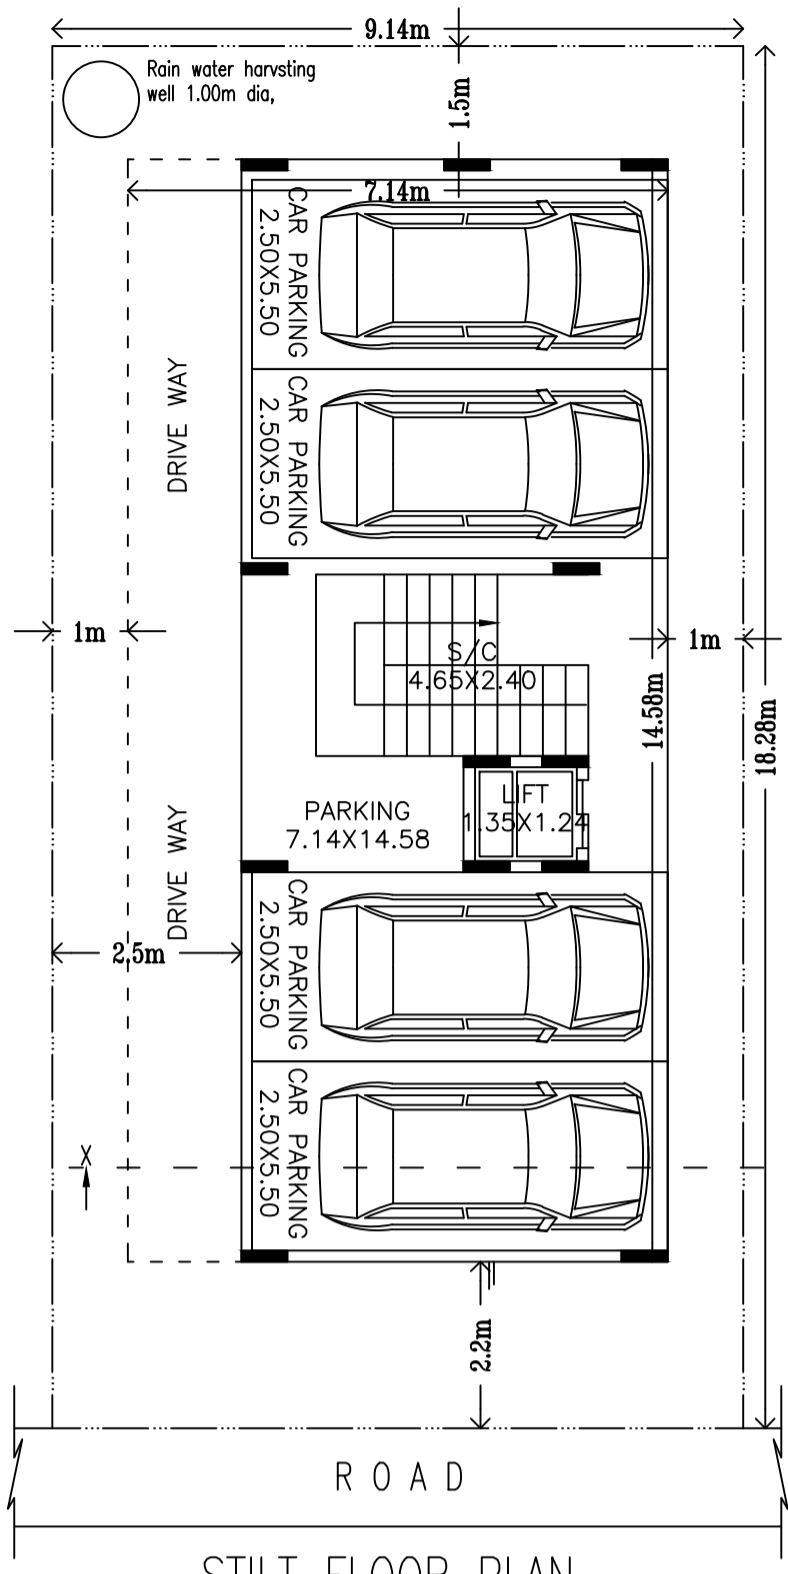 9.14m
Rain water harvsting
well 1.00m dia,
1.5m
7.14m
CAR PARKING
2.50X5.50
CAR PARKING
2.50X5.50
DRIVE WAY
1m
S/C
4.65X2.40
1m
14.58m
18.28m
LIFT
1.35X1.24
PARKING
7.14X14.58
DRIVE WAY
CAR PARKING
2.50X5.50
2.5m
CAR PARKING
2.50X5.50
X
2.2m
ROAD
STILT FLOOR PLAN